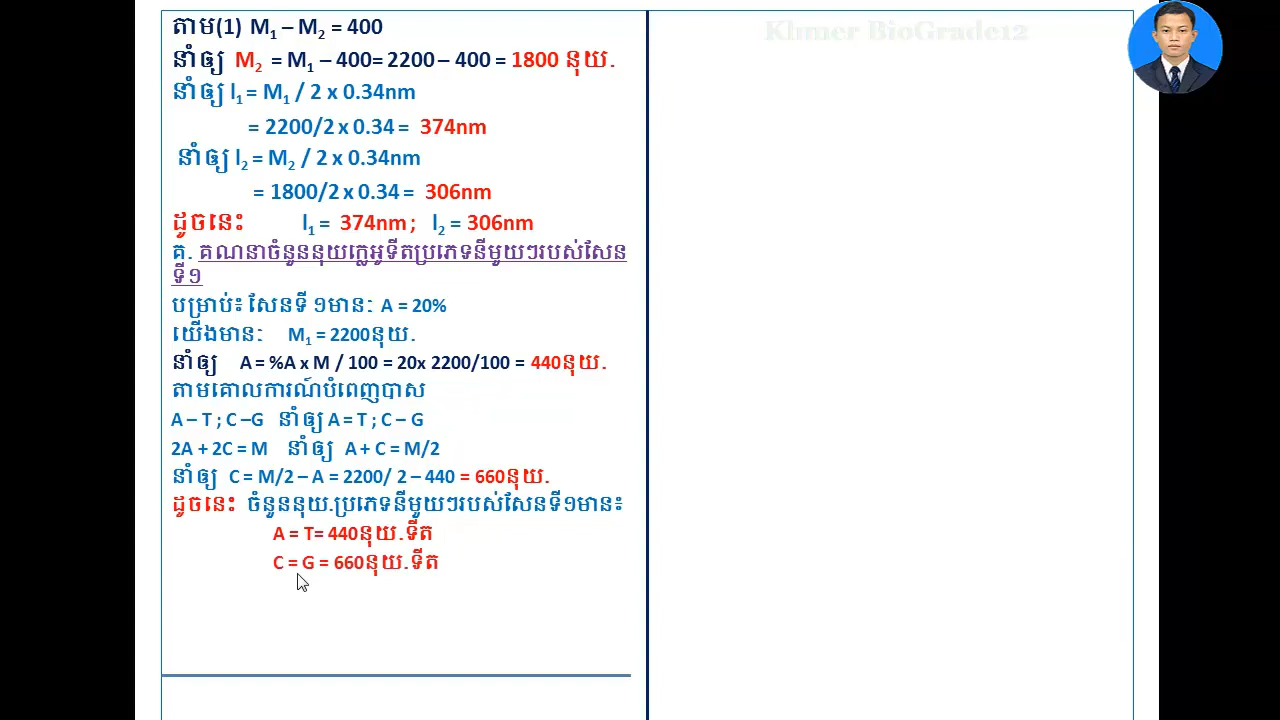 តាម(1) M₁ – M₂ = 400
Khmer BioGrade12
នាំឲ្យ M₂ = M₁ – 400= 2200 – 400 = 1800 នុយ.
នាំឲ្យ l₁ = M₁ / 2 x 0.34nm
= 2200/2 x 0.34 = 374nm
នាំឲ្យ l₂ = M₂ / 2 x 0.34nm
= 1800/2 x 0.34 = 306nm
ដូចនេះ l₁ = 374nm ; l₂ = 306nm
គ. គណនាចំនួននុយក្លេអូទីតប្រភេទនីមួយៗរបស់សែន
ទី១
បម្រាប់៖ សែនទី ១មានៈ A = 20%
យើងមានៈ M₁ = 2200នុយ.
នាំឲ្យ A = %A x M / 100 = 20x 2200/100 = 440នុយ.
តាមគោលការណ៍បំពេញបាស
A – T ; C –G នាំឲ្យ A = T ; C – G
2A + 2C = M នាំឲ្យ A + C = M/2
នាំឲ្យ C = M/2 – A = 2200/ 2 – 440 = 660នុយ.
ដូចនេះ ចំនួននុយ.ប្រភេទនីមួយៗរបស់សែនទី១មាន៖
A = T= 440នុយ.ទីត
C = G = 660នុយ.ទីត